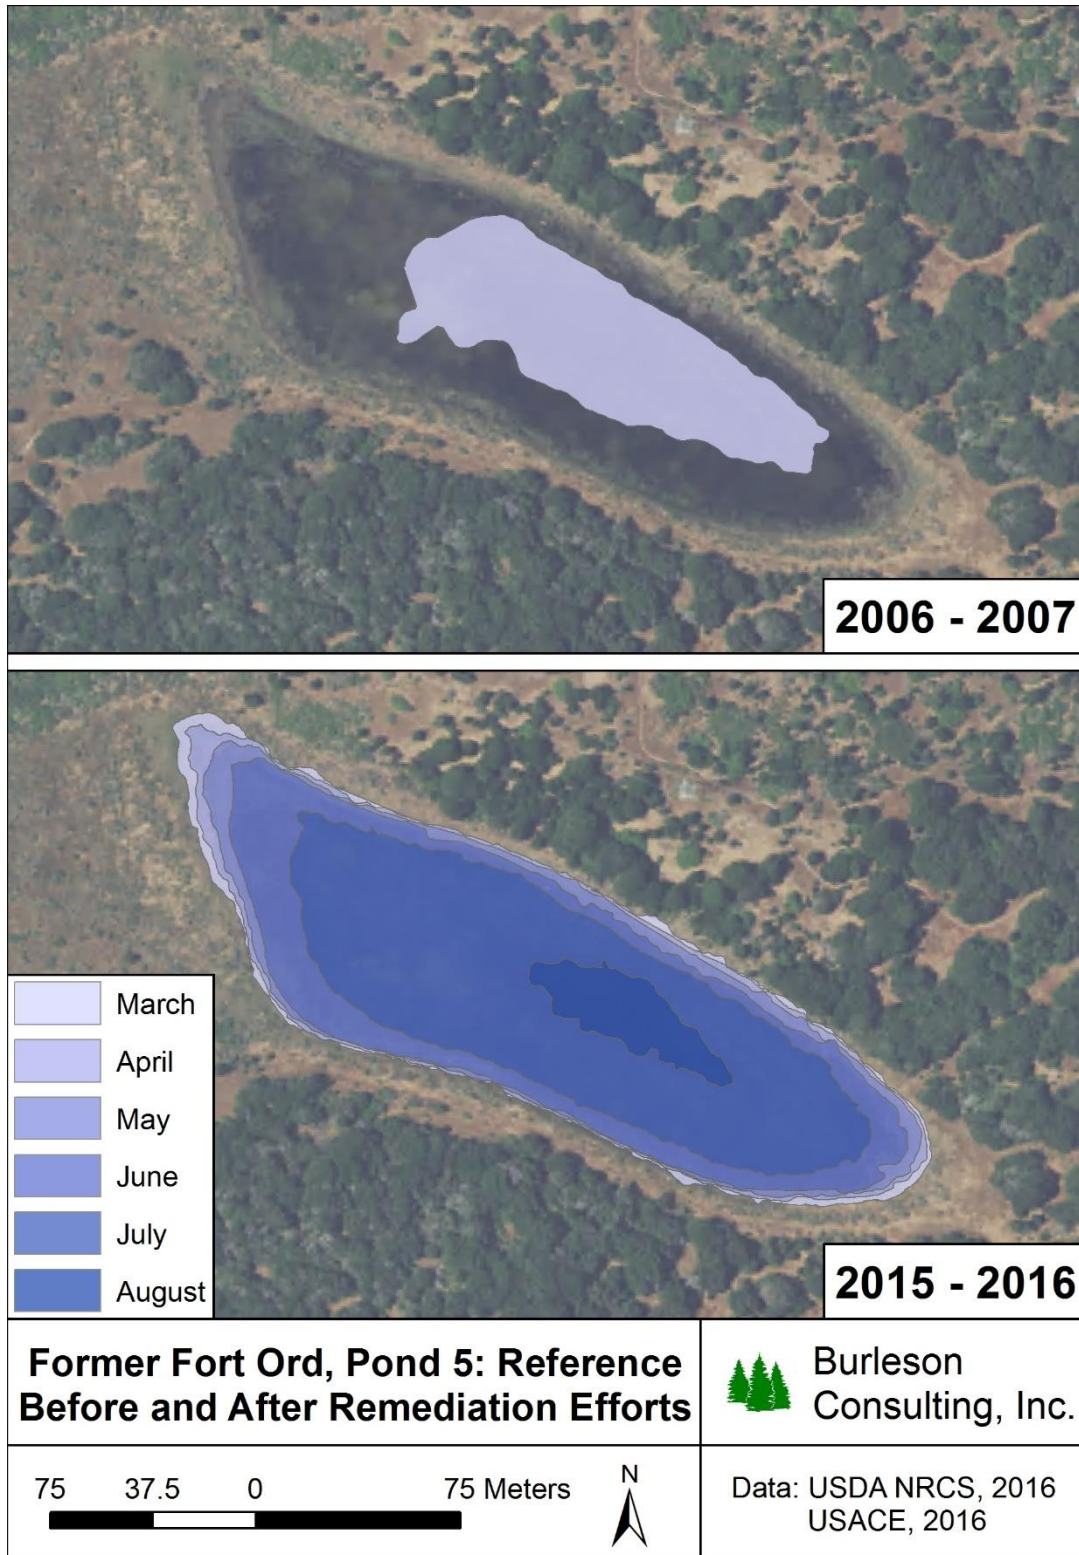 2006 - 2007
March
April
May
June
July
August
2015 - 2016
Former Fort Ord, Pond 5: Reference
Before and After Remediation Efforts
Burleson
Consulting, Inc.
75 37.5 0 75 Meters
N
Data: USDA NRCS, 2016
USACE, 2016